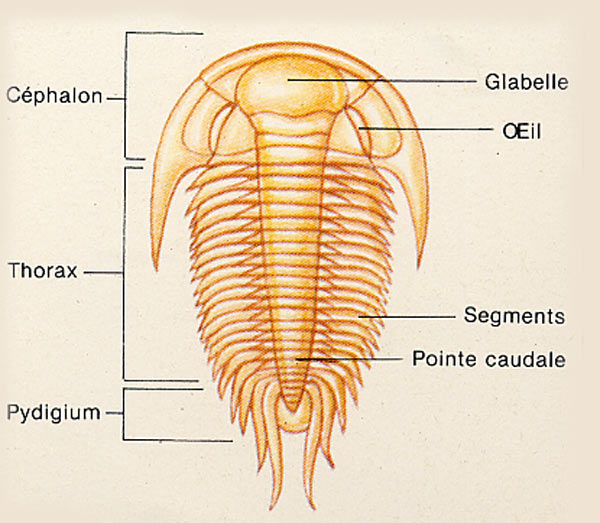 Céphalon
Glabelle
Œil
Thorax
Segments
Pointe caudale
Pydigium